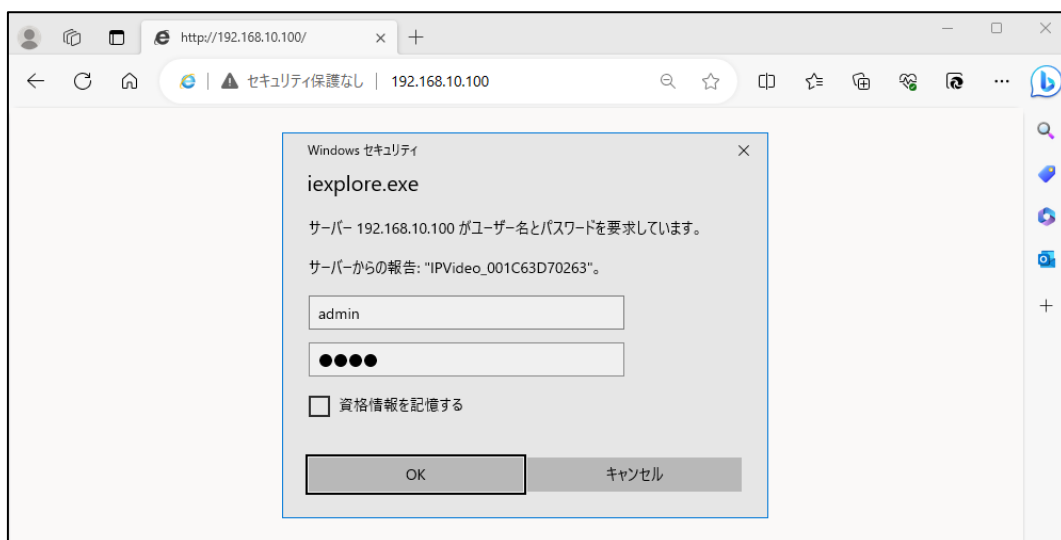 http://192.168.10.100/
セキュリティ保護なし
192.168.10.100
Windows セキュリティ
iexplore.exe
サーバー 192.168.10.100 がユーザー名とパスワードを要求しています。
サーバーからの報告: "IPVideo_001C63D70263"。
admin
●●●●
資格情報を記憶する
OK
キャンセル